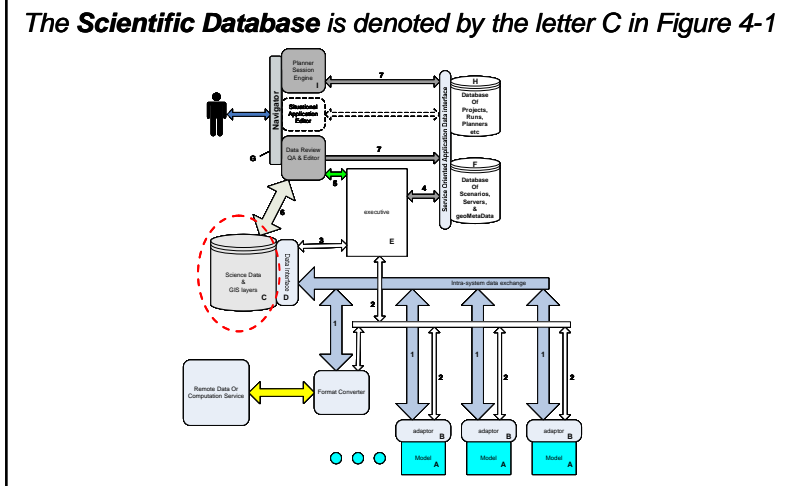 The Scientific Database is denoted by the letter C in Figure 4-1
Planner
Session
Engine
I
7
H
Database
Of
Projects,
Runs,
Planners
etc
Navigator
Situational
Application
Editor
Service Oriented Application Data interface
Data Review
QA & Editor
7
G
F
Database
Of
Scenarios,
Servers,
&
geoMetaData
5
4
executive
E
6
3
Science Data
&
GIS layers
C
Data Interface
D
Intra-system data exchange
2
1
1
1
1
2
2
2
Remote Data Or
Computation Service
Format Converter
adaptor
B
adaptor
B
adaptor
B
Model
A
Model
A
Model
A